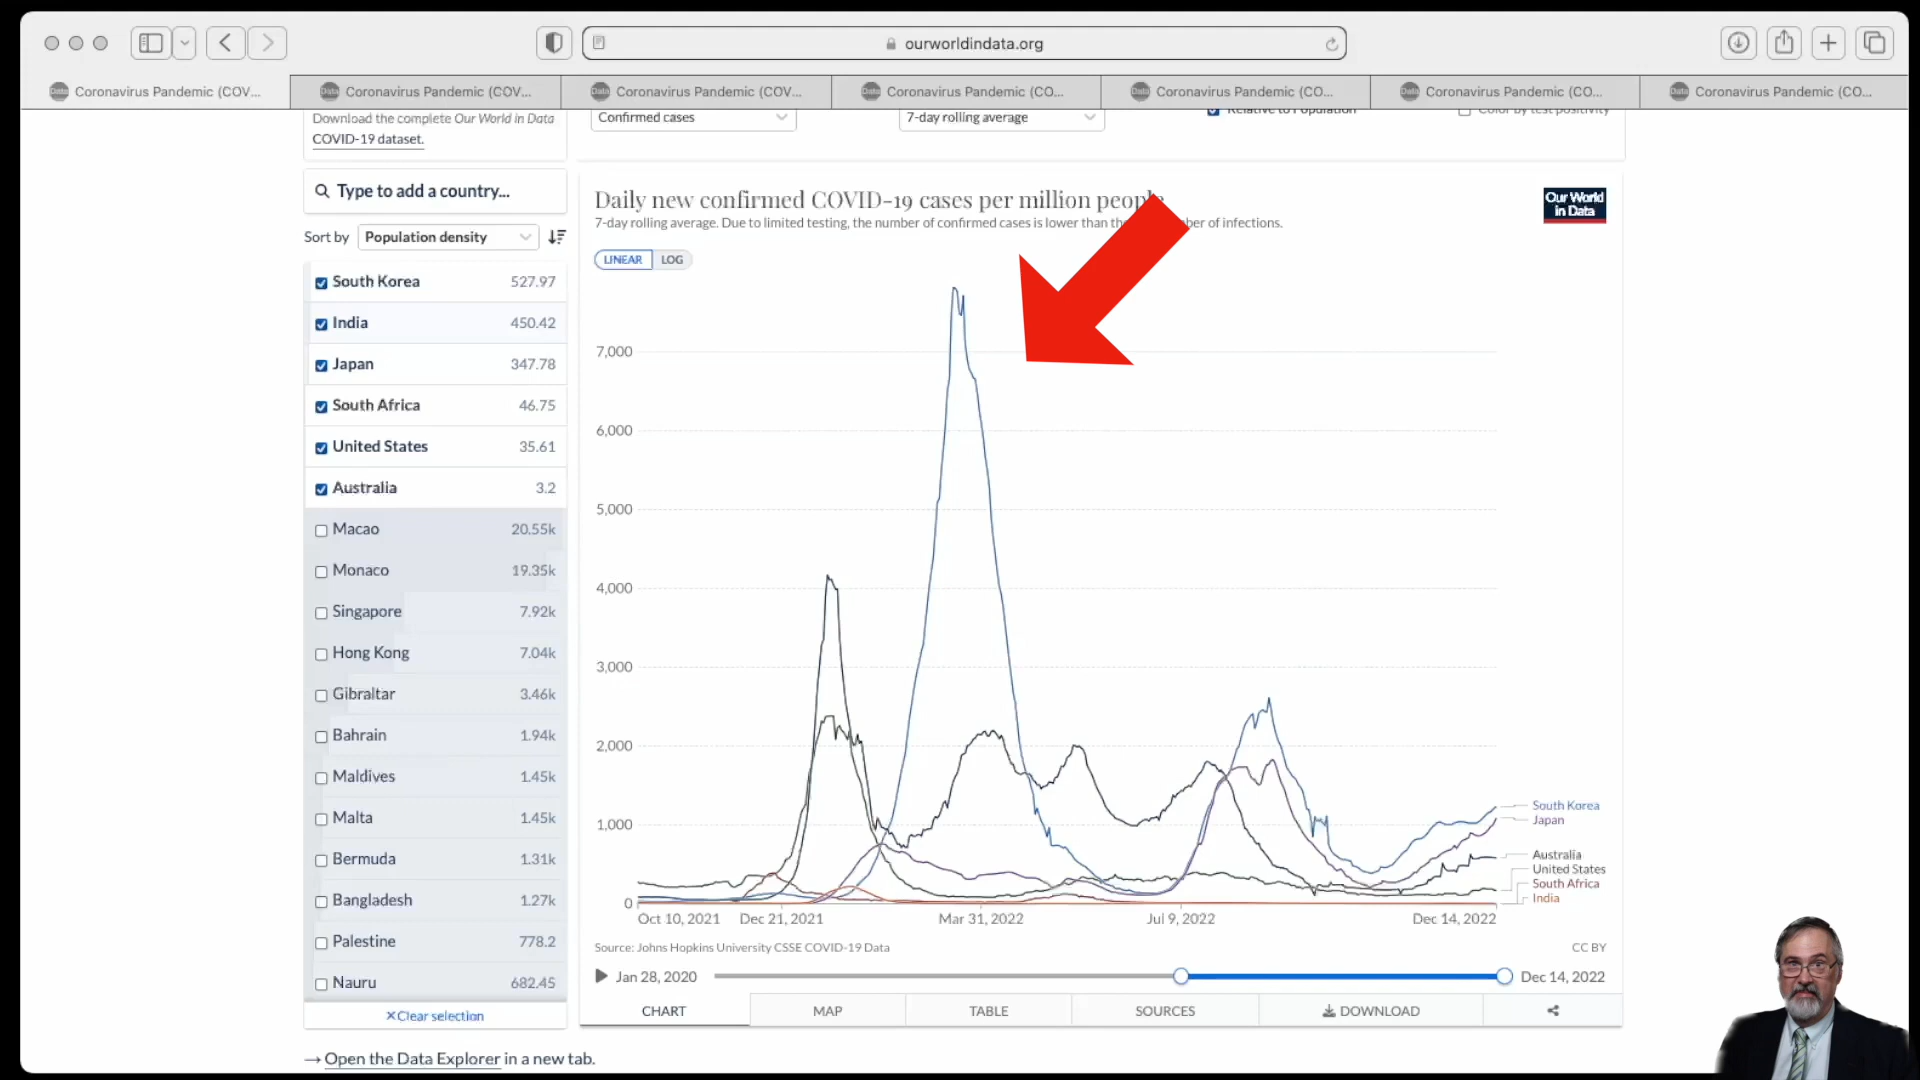 ourworldindata.org
Coronavirus Pandemic (COV...
Coronavirus Pandemic (COV...
Coronavirus Pandemic (COV...
Coronavirus Pandemic (CO...
Coronavirus Pandemic (CO...
Coronavirus Pandemic (CO...
Coronavirus Pandemic (CO...
Download the complete Our World in Data
COVID-19 dataset.
Confirmed cases
7-day rolling average
Relative to Population
Color by test positivity
Type to add a country...
Sort by Population density
South Korea 527.97
India 450.42
Japan 347.78
South Africa 46.75
United States 35.61
Australia 3.2
Macao 20.55k
Monaco 19.35k
Singapore 7.92k
Hong Kong 7.04k
Gibraltar 3.46k
Bahrain 1.94k
Maldives 1.45k
Malta 1.45k
Bermuda 1.31k
Bangladesh 1.27k
Palestine 778.2
Nauru 682.45
×Clear selection
→ Open the Data Explorer in a new tab.
Daily new confirmed COVID-19 cases per million people
7-day rolling average. Due to limited testing, the number of confirmed cases is lower than the number of infections.
Our World
in Data
LINEAR LOG
7,000
6,000
5,000
4,000
3,000
2,000
1,000
0
South Korea
Japan
Australia
United States
South Africa
India
Oct 10, 2021 Dec 21, 2021 Mar 31, 2022 Jul 9, 2022 Dec 14, 2022
Source: Johns Hopkins University CSSE COVID-19 Data
CC BY
Jan 28, 2020
Dec 14, 2022
CHART MAP TABLE SOURCES DOWNLOAD